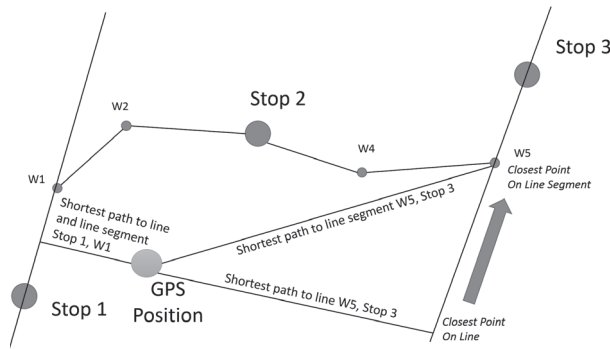 Stop 3
W2
Stop 2
W1
W4
W5
Closest Point
On Line Segment
Shortest path to line
and line segment
Stop 1, W1
Shortest path to line segment W5, Stop 3
GPS
Position
Shortest path to line W5, Stop 3
Stop 1
Closest Point
On Line